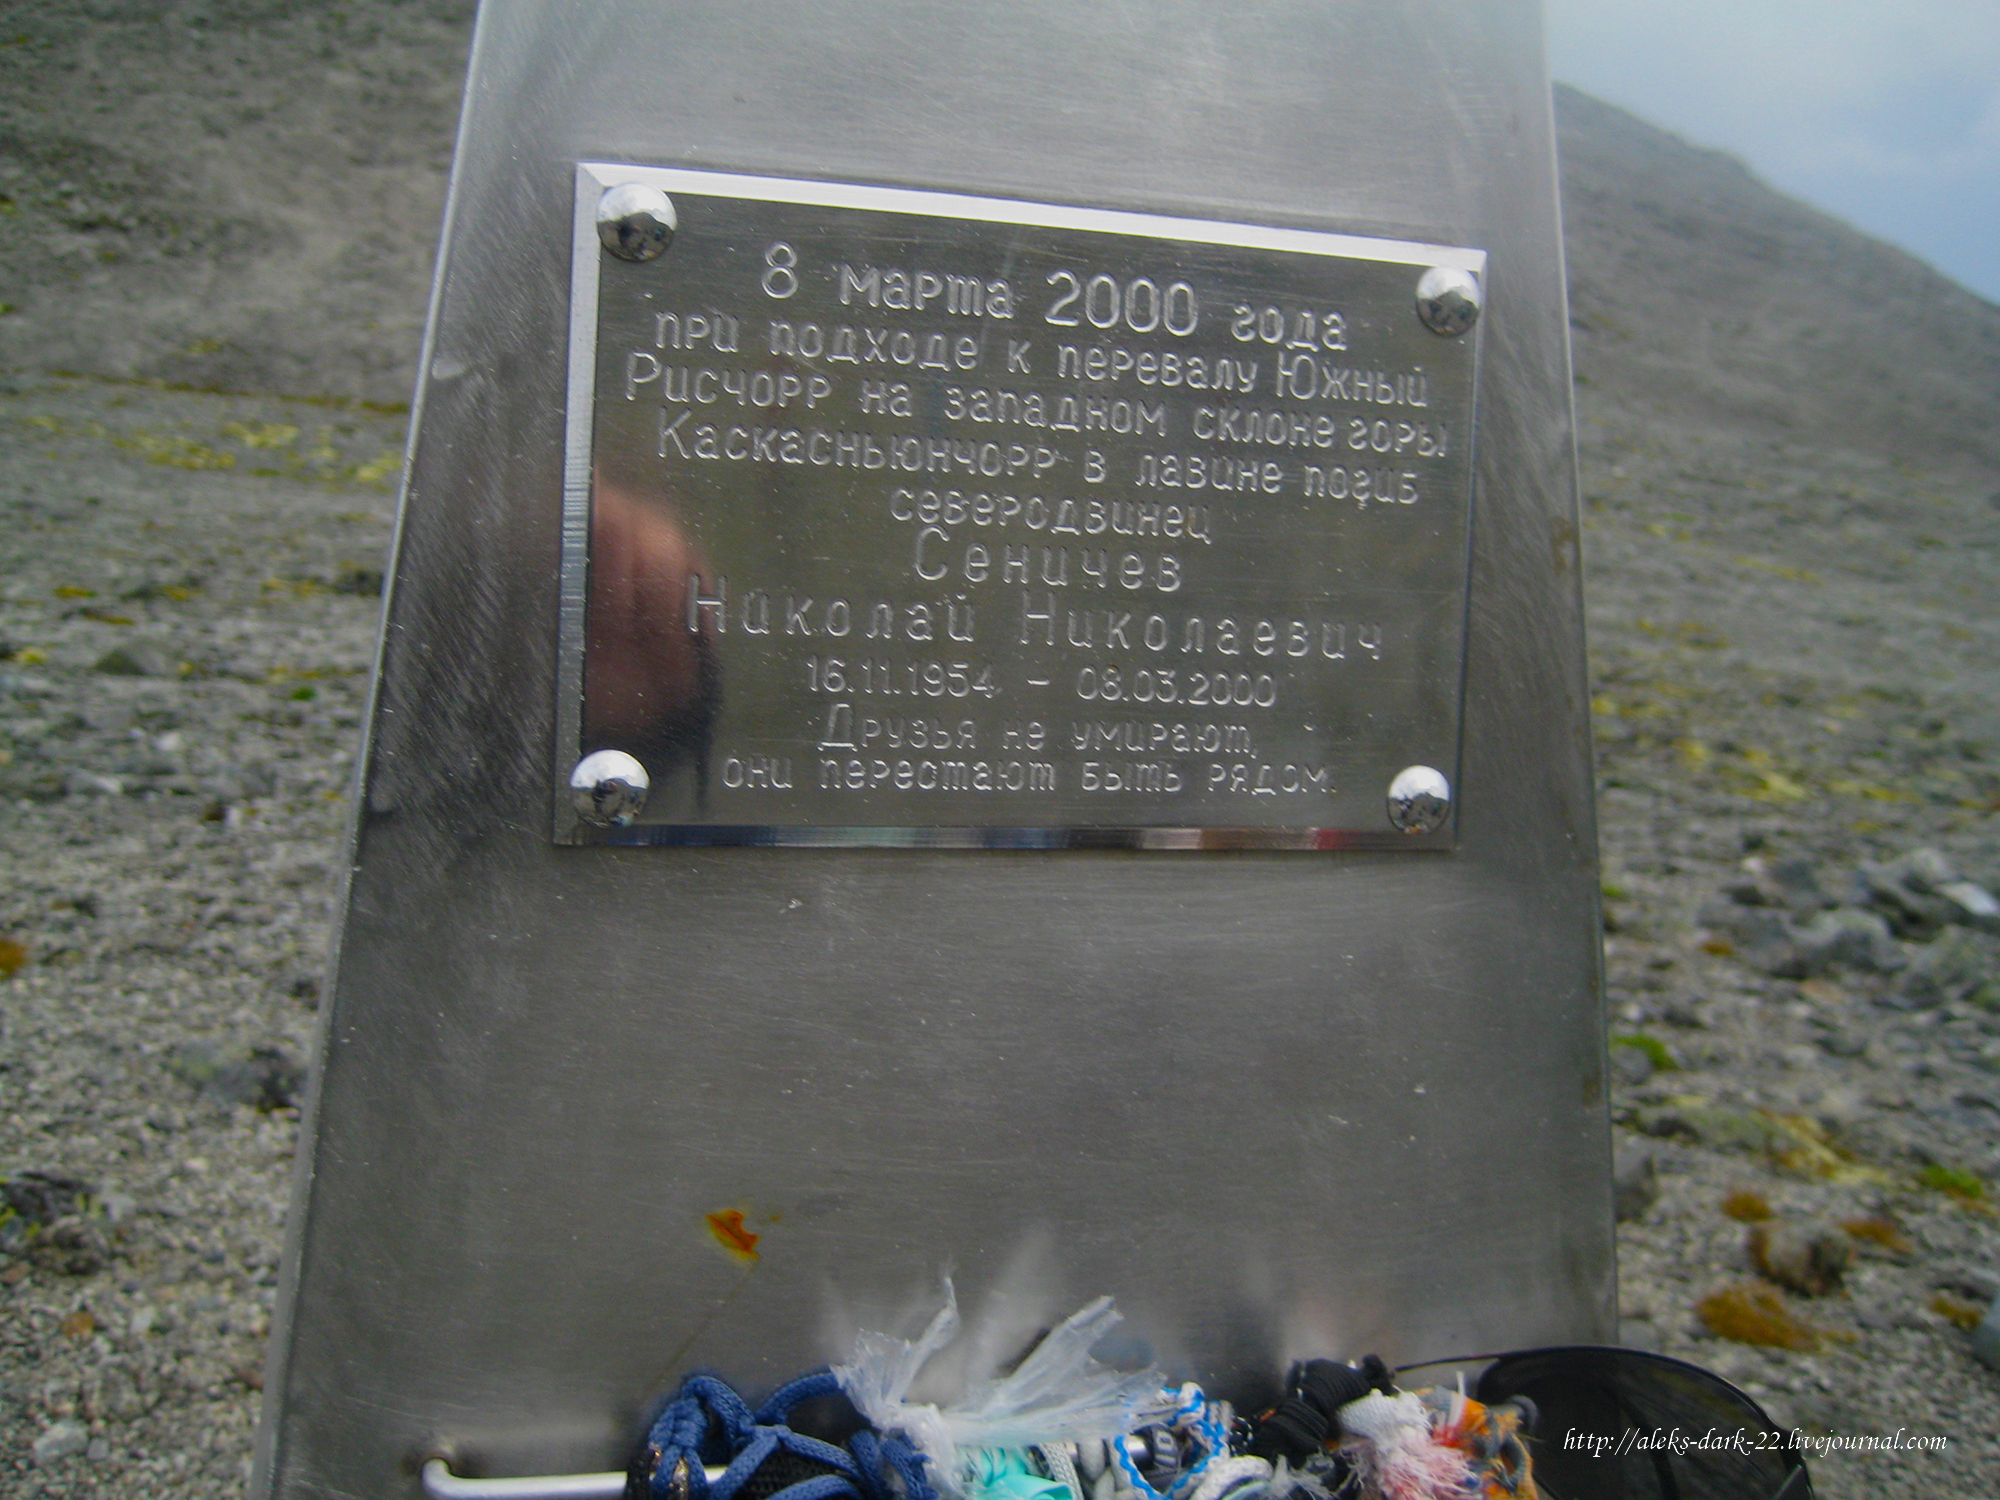 8 марта 2000 года
при подходе к перевалу Южный
Рисчорр на западном склоне горы
Каскасньюнчорр в лавине погиб
северодвинец
Сеничев
Николай Николаевич
16.11.1954 - 08.03.2000
Друзья не умирают,
они перестают быть рядом.
http://aleks-dark-22.livejournal.com